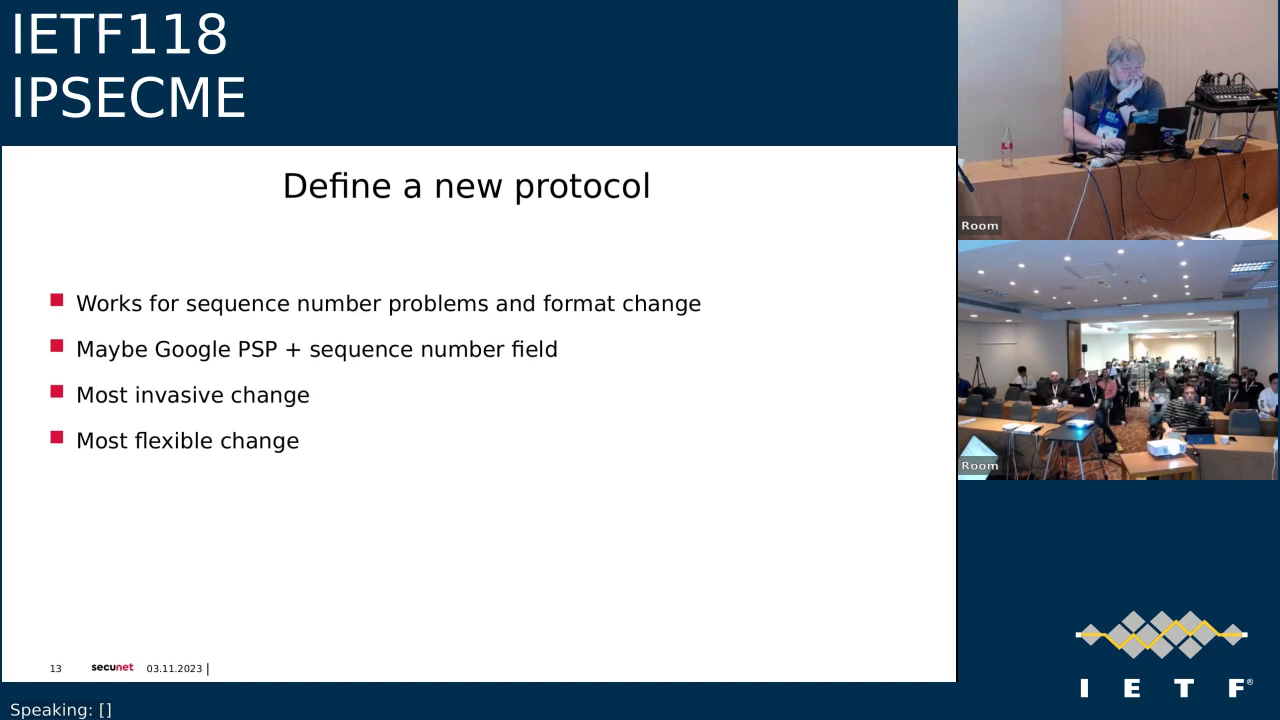 IETF118
IPSECME
Define a new protocol
Works for sequence number problems and format change
Maybe Google PSP + sequence number field
Most invasive change
Most flexible change
13 secunet 03.11.2023 |
Room
Room
I E T F®
Speaking: []